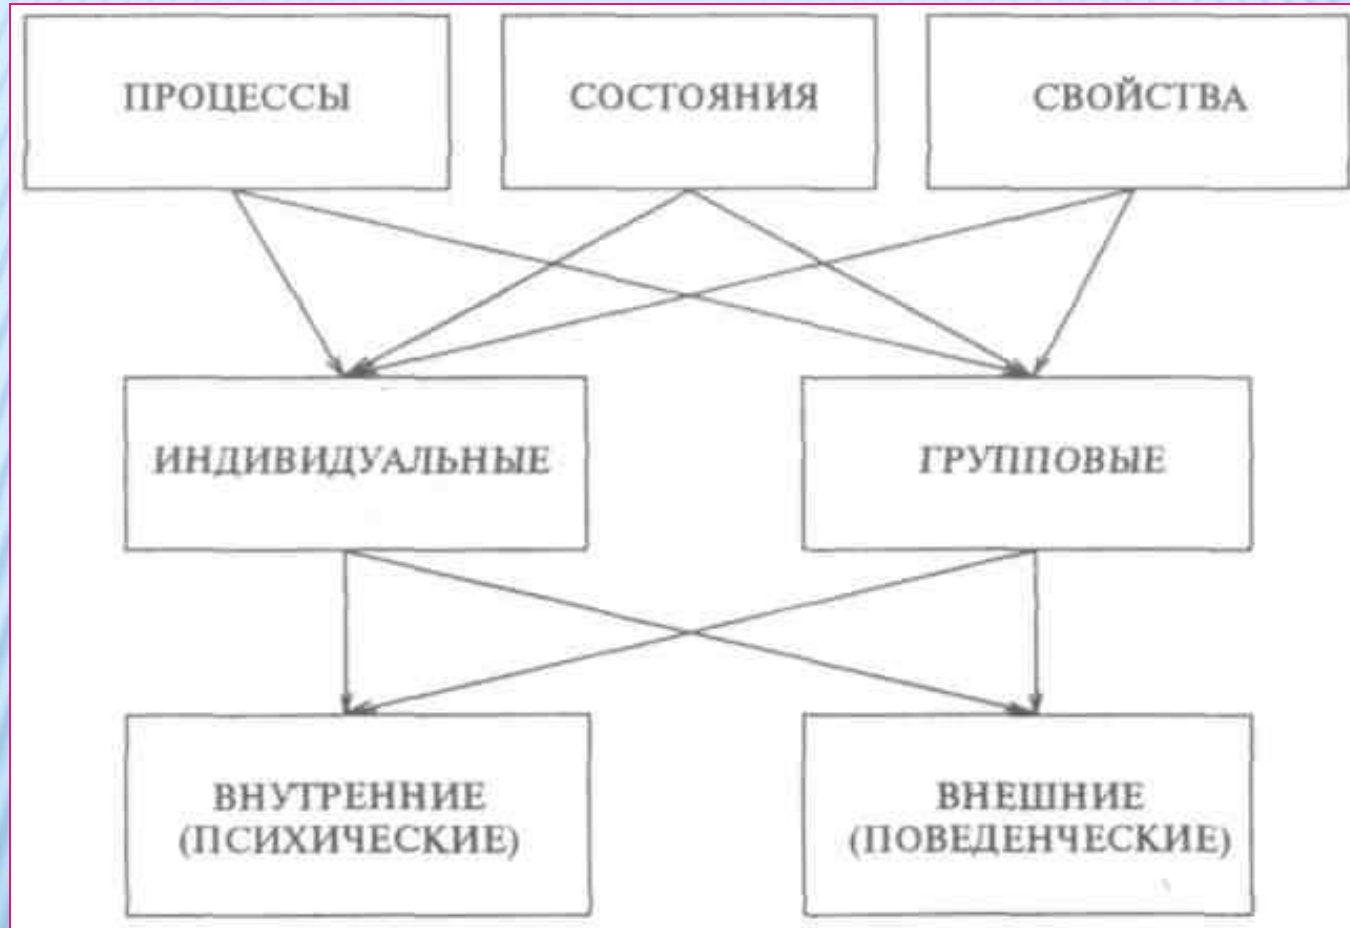 ПРОЦЕССЫ
СОСТОЯНИЯ
СВОЙСТВА
ИНДИВИДУАЛЬНЫЕ
ГРУППОВЫЕ
ВНУТРЕННИЕ
(ПСИХИЧЕСКИЕ)
ВНЕШНИЕ
(ПОВЕДЕНЧЕСКИЕ)